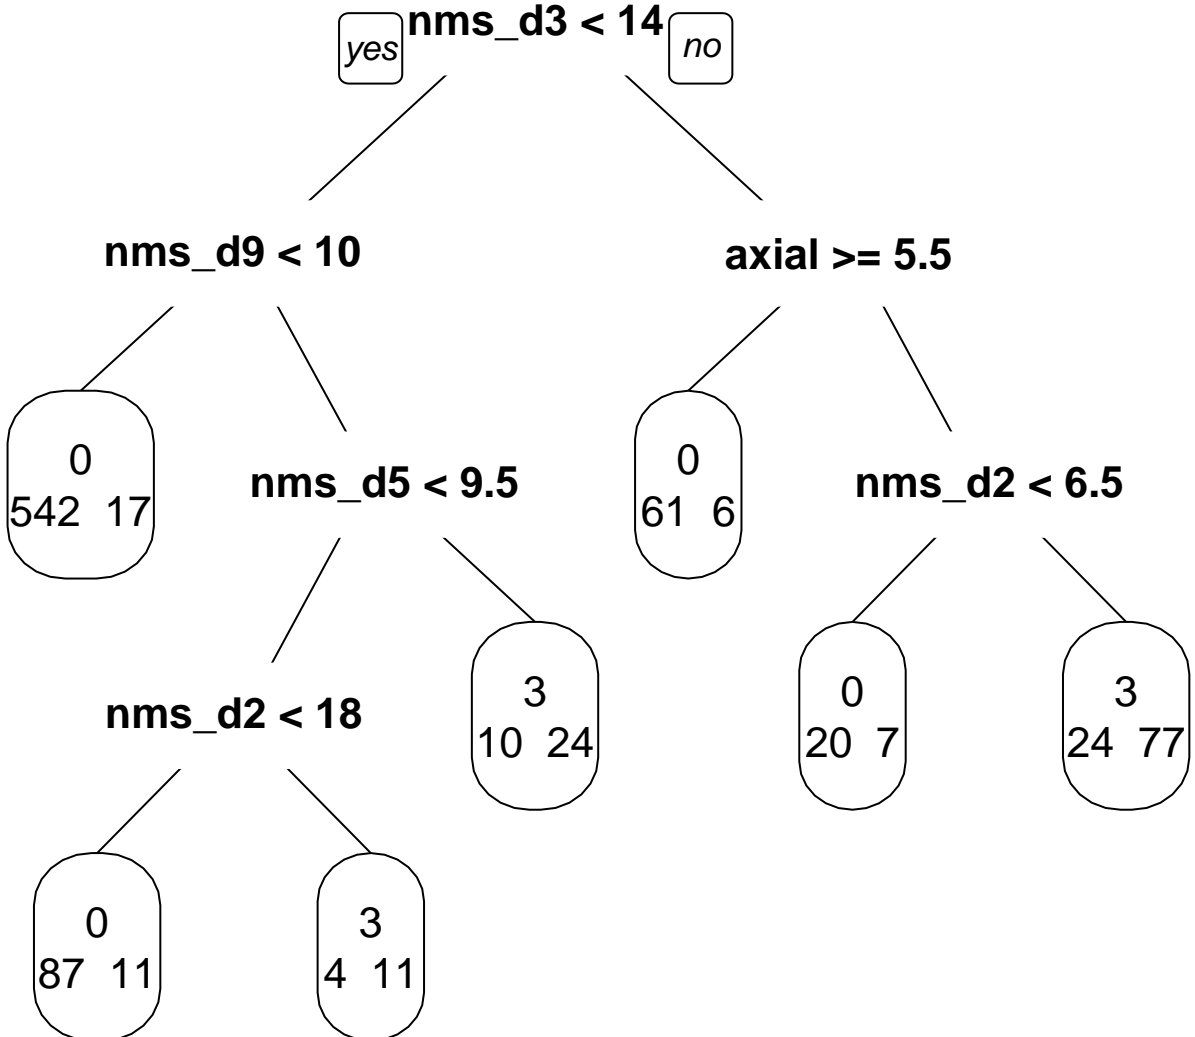 nms_d3 < 14
yes
no
nms_d9 < 10
axial >= 5.5
0
542 17
nms_d5 < 9.5
0
61 6
nms_d2 < 6.5
nms_d2 < 18
3
10 24
0
20 7
3
24 77
0
87 11
3
4 11